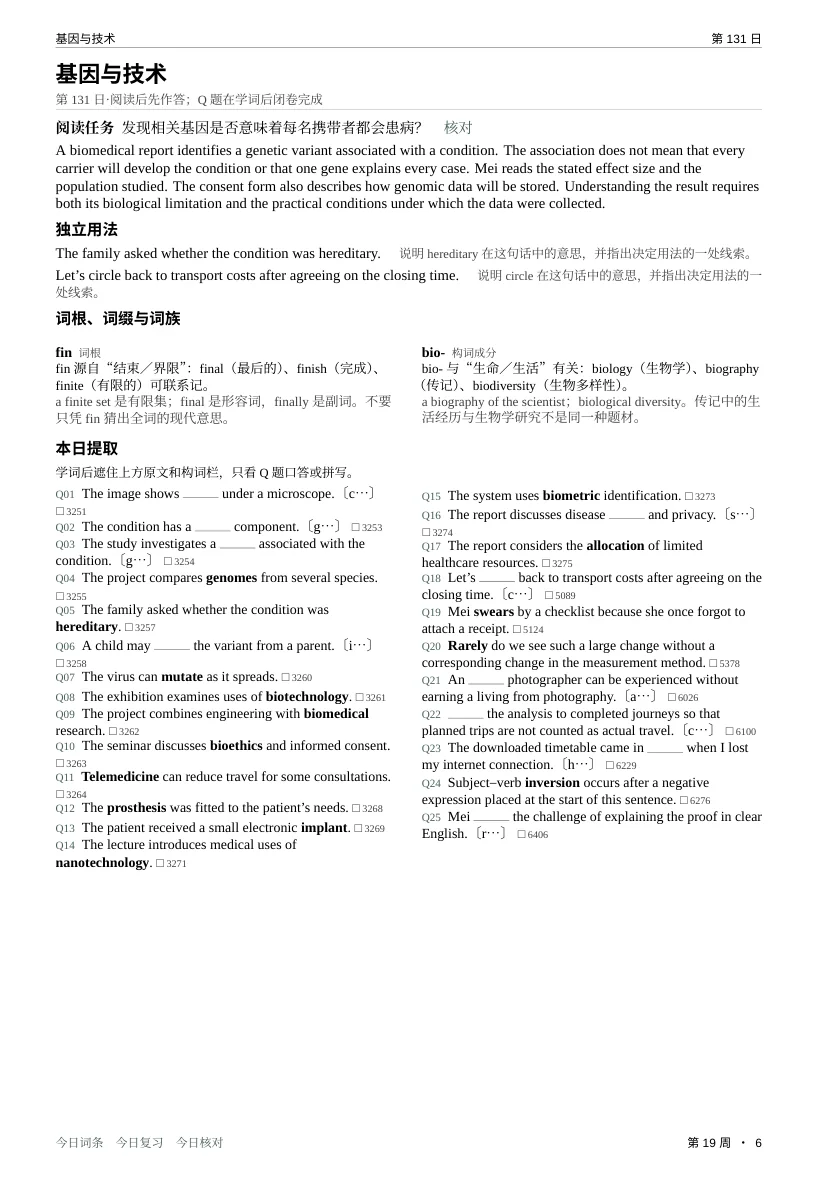 基因与技术
第 131 日
基因与技术
第 131 日·阅读后先作答；Q 题在学词后闭卷完成
阅读任务 发现相关基因是否意味着每名携带者都会患病？ 核对
A biomedical report identifies a genetic variant associated with a condition. The association does not mean that every
carrier will develop the condition or that one gene explains every case. Mei reads the stated effect size and the
population studied. The consent form also describes how genomic data will be stored. Understanding the result requires
both its biological limitation and the practical conditions under which the data were collected.
独立用法
The family asked whether the condition was hereditary. 说明 hereditary 在这句话中的意思，并指出决定用法的一处线索。
Let’s circle back to transport costs after agreeing on the closing time. 说明 circle 在这句话中的意思，并指出决定用法的一
处线索。
词根、词缀与词族
fin 词根
fin 源自“结束／界限”：final（最后的）、finish（完成）、
finite（有限的）可联系记。
a finite set 是有限集；final 是形容词，finally 是副词。不要
只凭 fin 猜出全词的现代意思。
bio- 构词成分
bio- 与“生命／生活”有关：biology（生物学）、biography
（传记）、biodiversity（生物多样性）。
a biography of the scientist；biological diversity。传记中的生
活经历与生物学研究不是同一种题材。
本日提取
学词后遮住上方原文和构词栏，只看 Q 题口答或拼写。
Q01 The image shows _____ under a microscope.〔c…〕
□ 3251
Q02 The condition has a _____ component.〔g…〕 □ 3253
Q03 The study investigates a _____ associated with the
condition.〔g…〕 □ 3254
Q04 The project compares genomes from several species.
□ 3255
Q05 The family asked whether the condition was
hereditary. □ 3257
Q06 A child may _____ the variant from a parent.〔i…〕
□ 3258
Q07 The virus can mutate as it spreads. □ 3260
Q08 The exhibition examines uses of biotechnology. □ 3261
Q09 The project combines engineering with biomedical
research. □ 3262
Q10 The seminar discusses bioethics and informed consent.
□ 3263
Q11 Telemedicine can reduce travel for some consultations.
□ 3264
Q12 The prosthesis was fitted to the patient’s needs. □ 3268
Q13 The patient received a small electronic implant. □ 3269
Q14 The lecture introduces medical uses of
nanotechnology. □ 3271
Q15 The system uses biometric identification. □ 3273
Q16 The report discusses disease _____ and privacy.〔s…〕
□ 3274
Q17 The report considers the allocation of limited
healthcare resources. □ 3275
Q18 Let’s _____ back to transport costs after agreeing on the
closing time.〔c…〕 □ 5089
Q19 Mei swears by a checklist because she once forgot to
attach a receipt. □ 5124
Q20 Rarely do we see such a large change without a
corresponding change in the measurement method. □ 5378
Q21 An _____ photographer can be experienced without
earning a living from photography.〔a…〕 □ 6026
Q22 _____ the analysis to completed journeys so that
planned trips are not counted as actual travel.〔c…〕 □ 6100
Q23 The downloaded timetable came in _____ when I lost
my internet connection.〔h…〕 □ 6229
Q24 Subject–verb inversion occurs after a negative
expression placed at the start of this sentence. □ 6276
Q25 Mei _____ the challenge of explaining the proof in clear
English.〔r…〕 □ 6406
今日词条 今日复习 今日核对
第 19 周 · 6